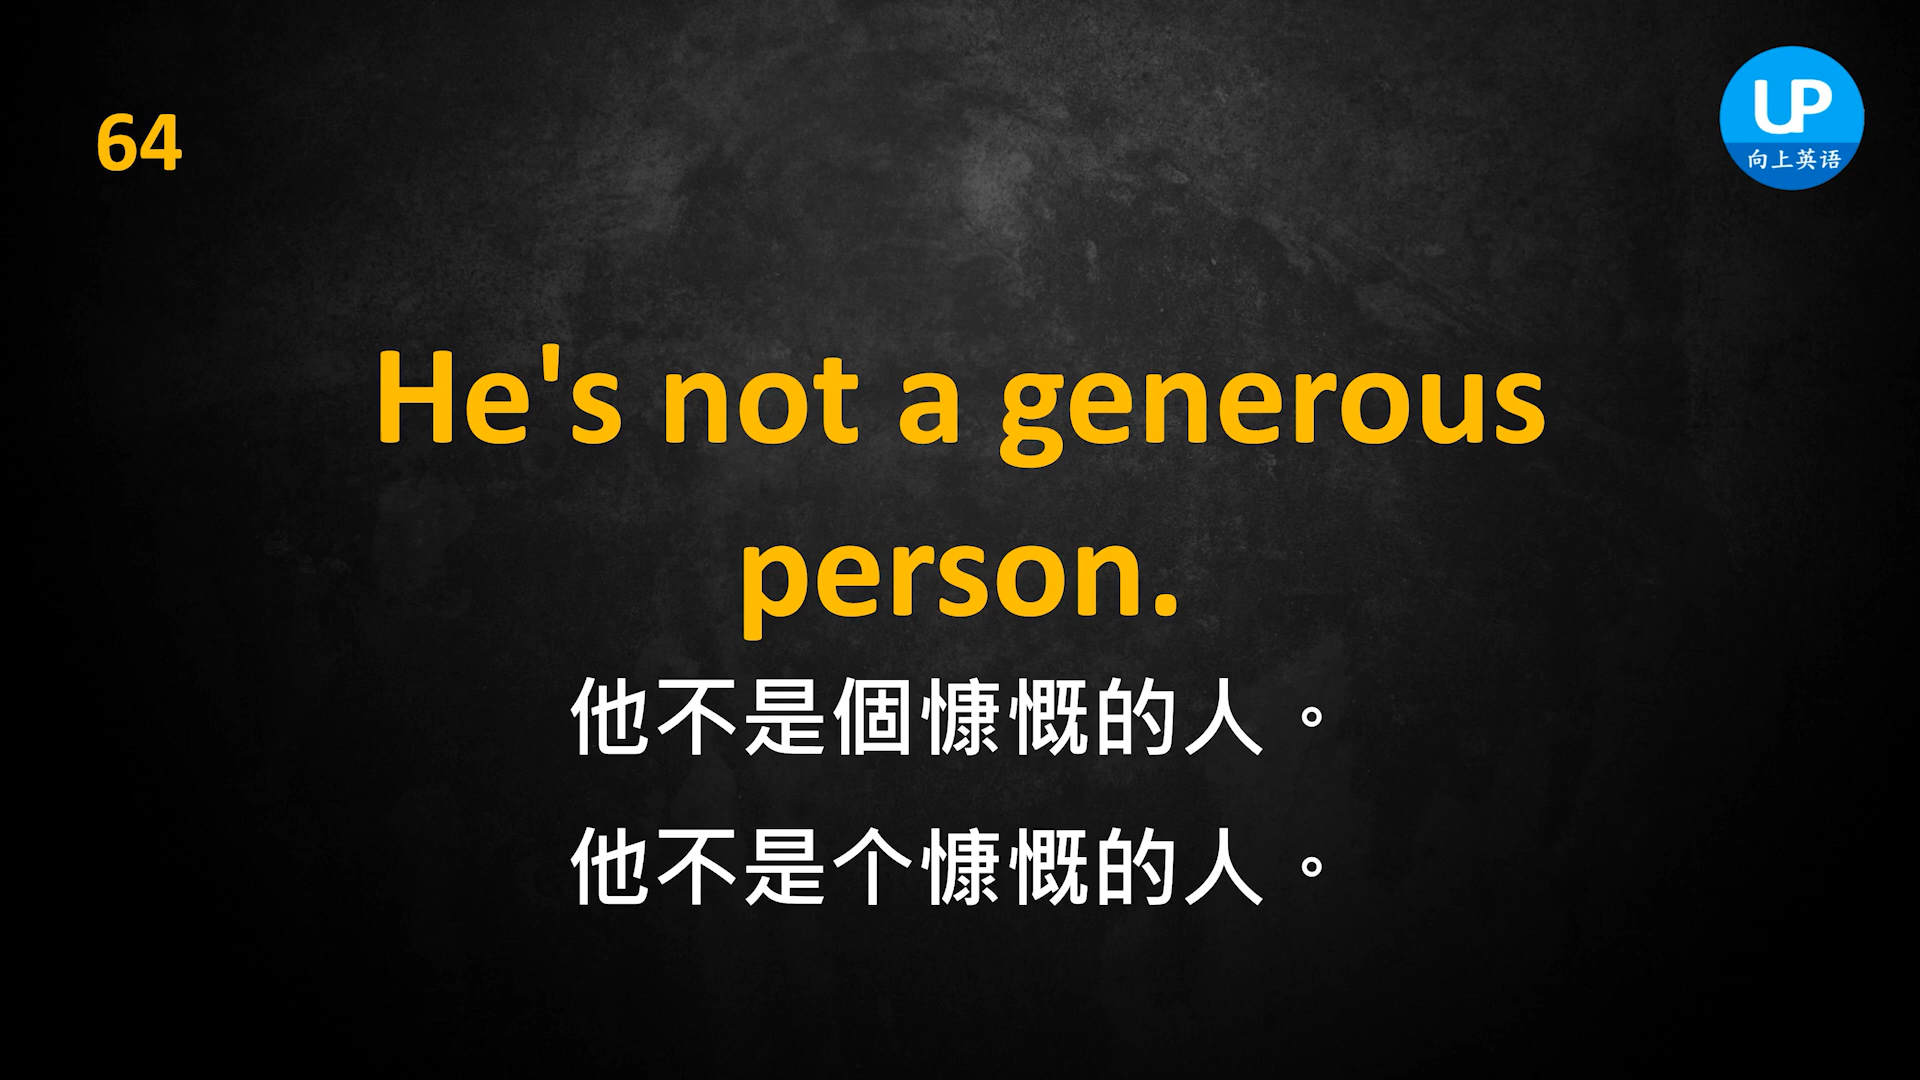 64
UP
向上英语
He's not a generous
person.
他不是個慷慨的人。
他不是个慷慨的人。